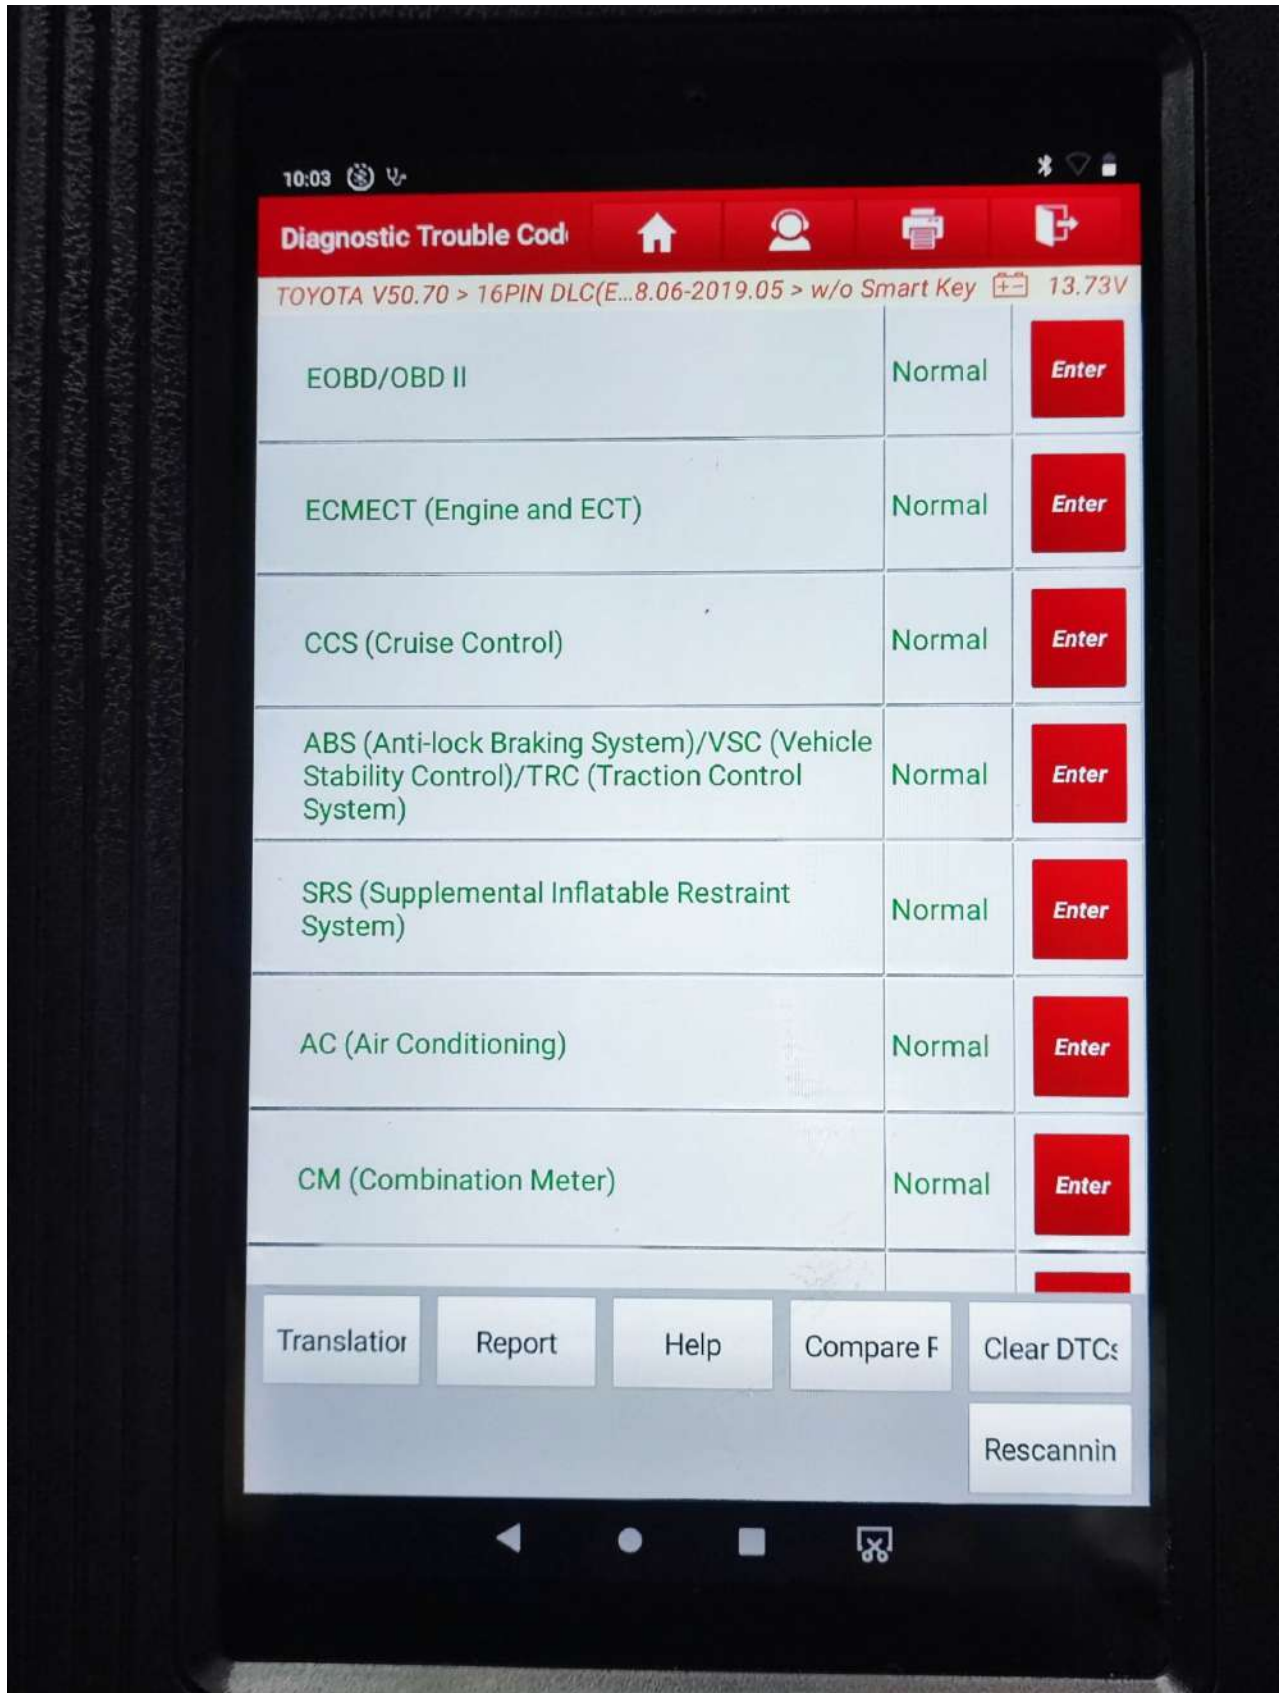 10:03
Diagnostic Trouble Cod
TOYOTA V50.70 > 16PIN DLC(E...8.06-2019.05 > w/o Smart Key 13.73V
EOBD/OBD II Normal Enter
ECMECT (Engine and ECT) Normal Enter
CCS (Cruise Control) Normal Enter
ABS (Anti-lock Braking System)/VSC (Vehicle
Stability Control)/TRC (Traction Control Normal Enter
System)
SRS (Supplemental Inflatable Restraint
System) Normal Enter
AC (Air Conditioning) Normal Enter
CM (Combination Meter) Normal Enter
Translation Report Help Compare F Clear DTCs
Rescannin